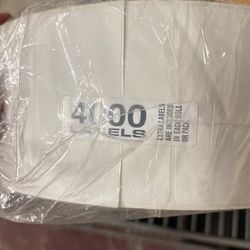 4000
LABELS
EXTRA LABELS
ARE INCLUDED
IN EACH ROLL
OR PACK